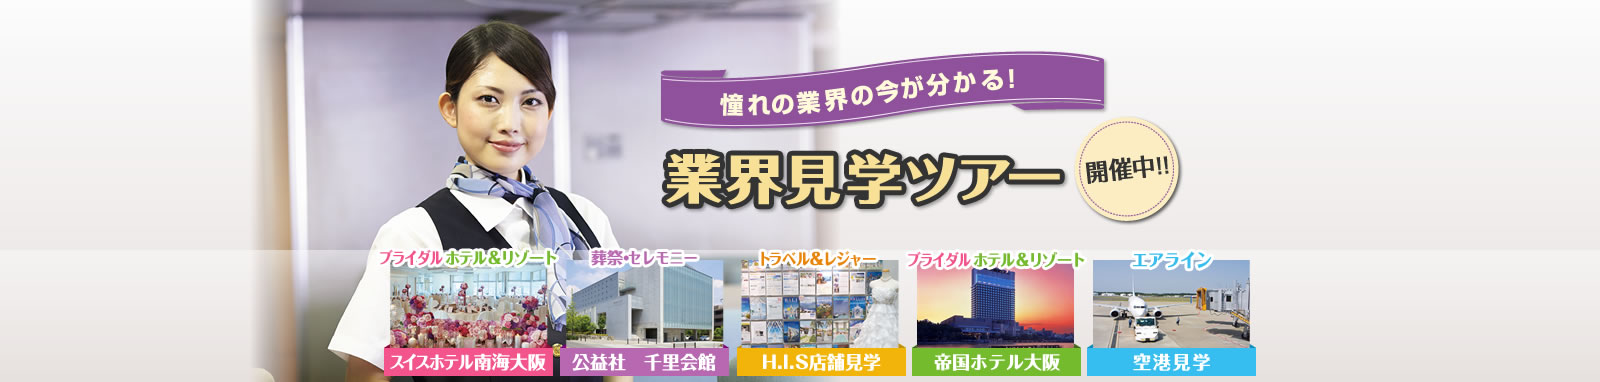 憧れの業界の今が分かる!
業界見学ツアー
開催中!!
ブライダル ホテル&リゾート
スイスホテル南海大阪
葬祭・セレモニー
公益社 千里会館
トラベル&レジャー
H.I.S店舗見学
ブライダル ホテル&リゾート
帝国ホテル大阪
エアライン
空港見学